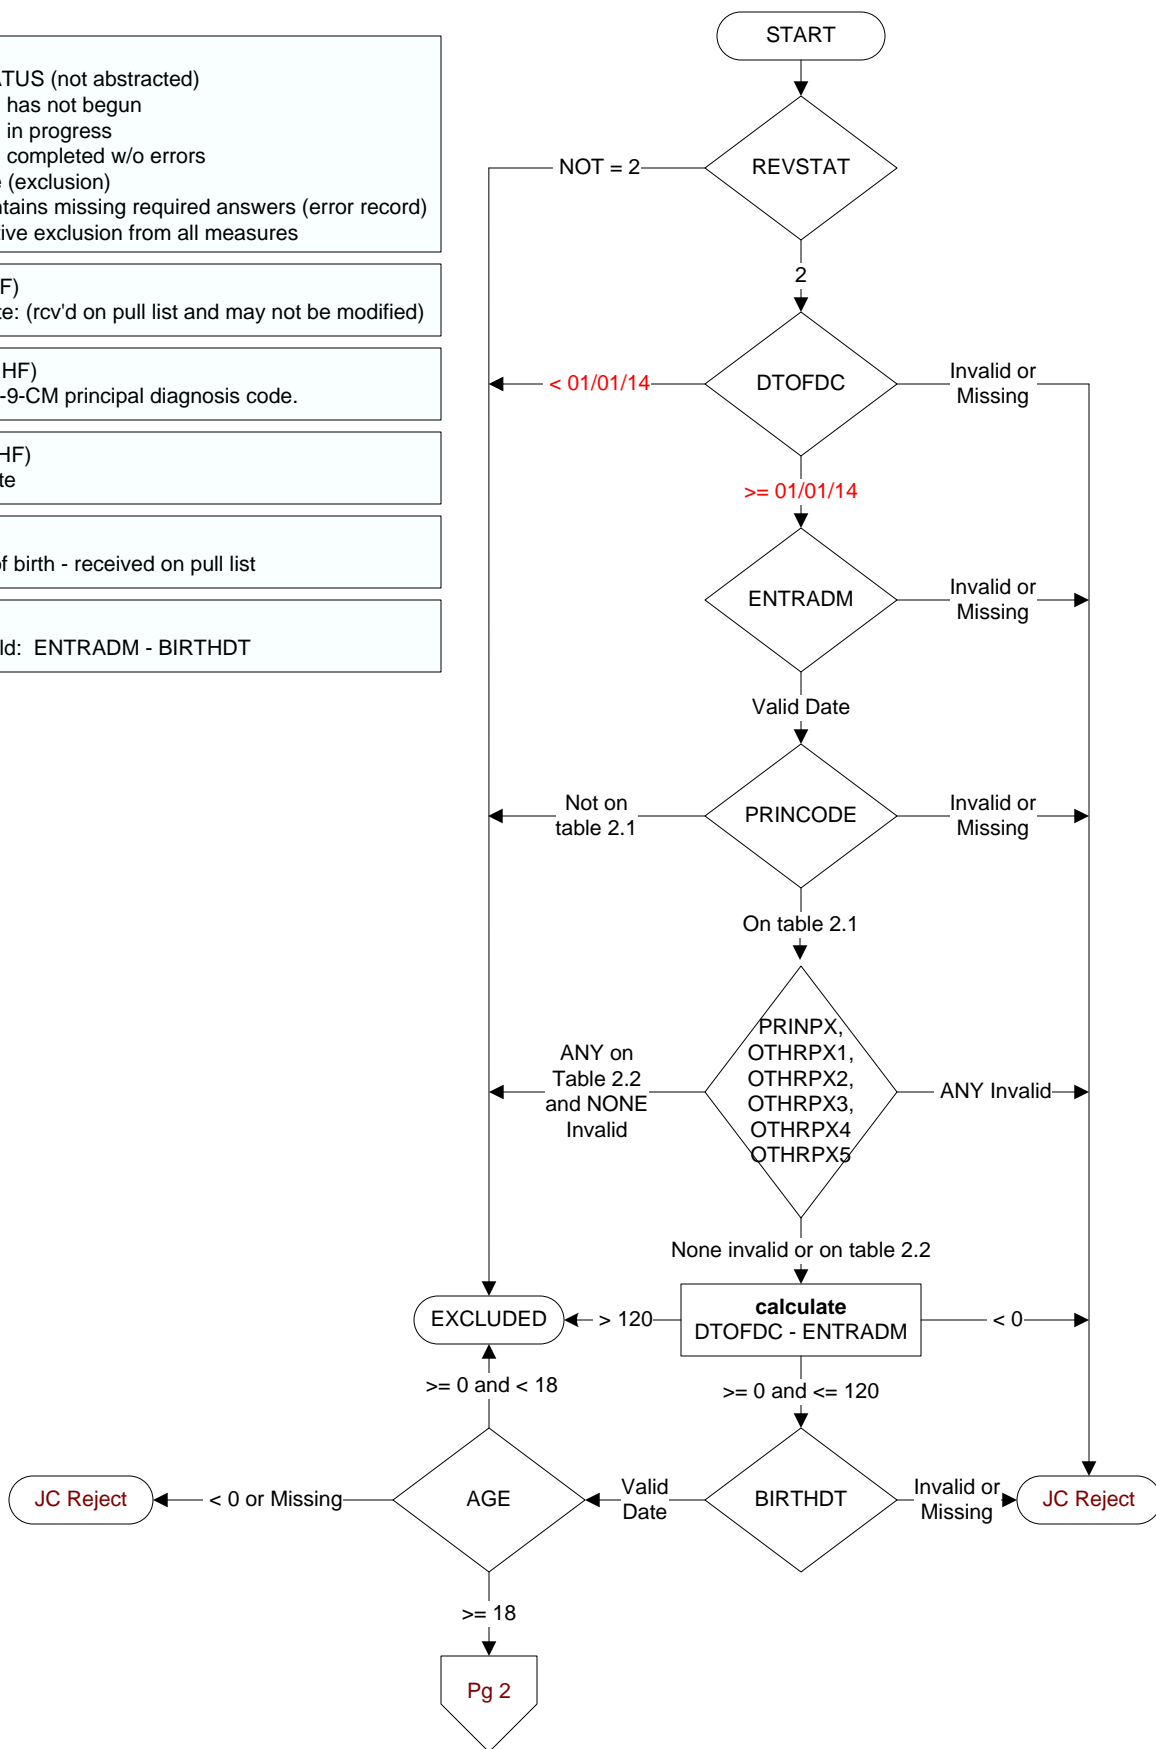 START
ATUS (not abstracted)
has not begun
in progress
completed w/o errors
(exclusion)
ntains missing required answers (error record)
tive exclusion from all measures
F)
te: (rcv'd on pull list and may not be modified)
HF)
-9-CM principal diagnosis code.
HF)
te
of birth - received on pull list
ld: ENTRADM - BIRTHDT
REVSTAT
NOT = 2
2
DTOFDC
< 01/01/14
Invalid or
Missing
>= 01/01/14
ENTRADM
Invalid or
Missing
Valid Date
PRINCODE
Not on
table 2.1
Invalid or
Missing
On table 2.1
PRINPX,
OTHRPX1,
OTHRPX2,
OTHRPX3,
OTHRPX4
OTHRPX5
ANY on
Table 2.2
and NONE
Invalid
ANY Invalid
None invalid or on table 2.2
EXCLUDED
> 120
calculate
DTOFDC - ENTRADM
< 0
>= 0 and < 18
>= 0 and <= 120
JC Reject
< 0 or Missing
AGE
Valid
Date
BIRTHDT
Invalid or
Missing
JC Reject
>= 18
Pg 2